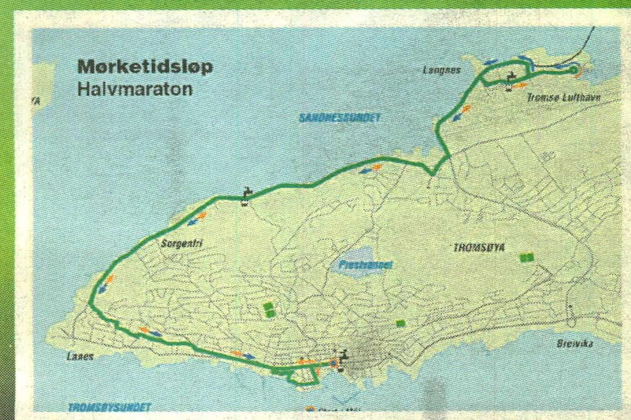 Mørketidsløp
Halvmaraton
Langnes
Tromsø Lufthavn
SANDNESSUNDET
Sorgenfri
TROMSØYA
Prestvannet
Breivika
Lanes
TROMSØYSUNDET